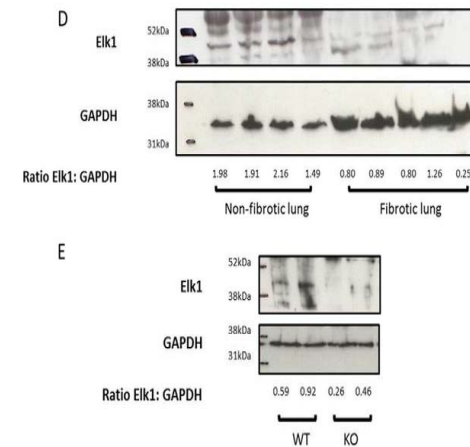 D
Elk1
52kDa
38kDa
GAPDH
38kDa
31kDa
Ratio Elk1: GAPDH
1.98 1.91 2.16 1.49 0.80 0.89 0.80 1.26 0.25
Non-fibrotic lung Fibrotic lung
E
Elk1
52kDa
38kDa
GAPDH
38kDa
31kDa
Ratio Elk1: GAPDH
0.59 0.92 0.26 0.46
WT KO